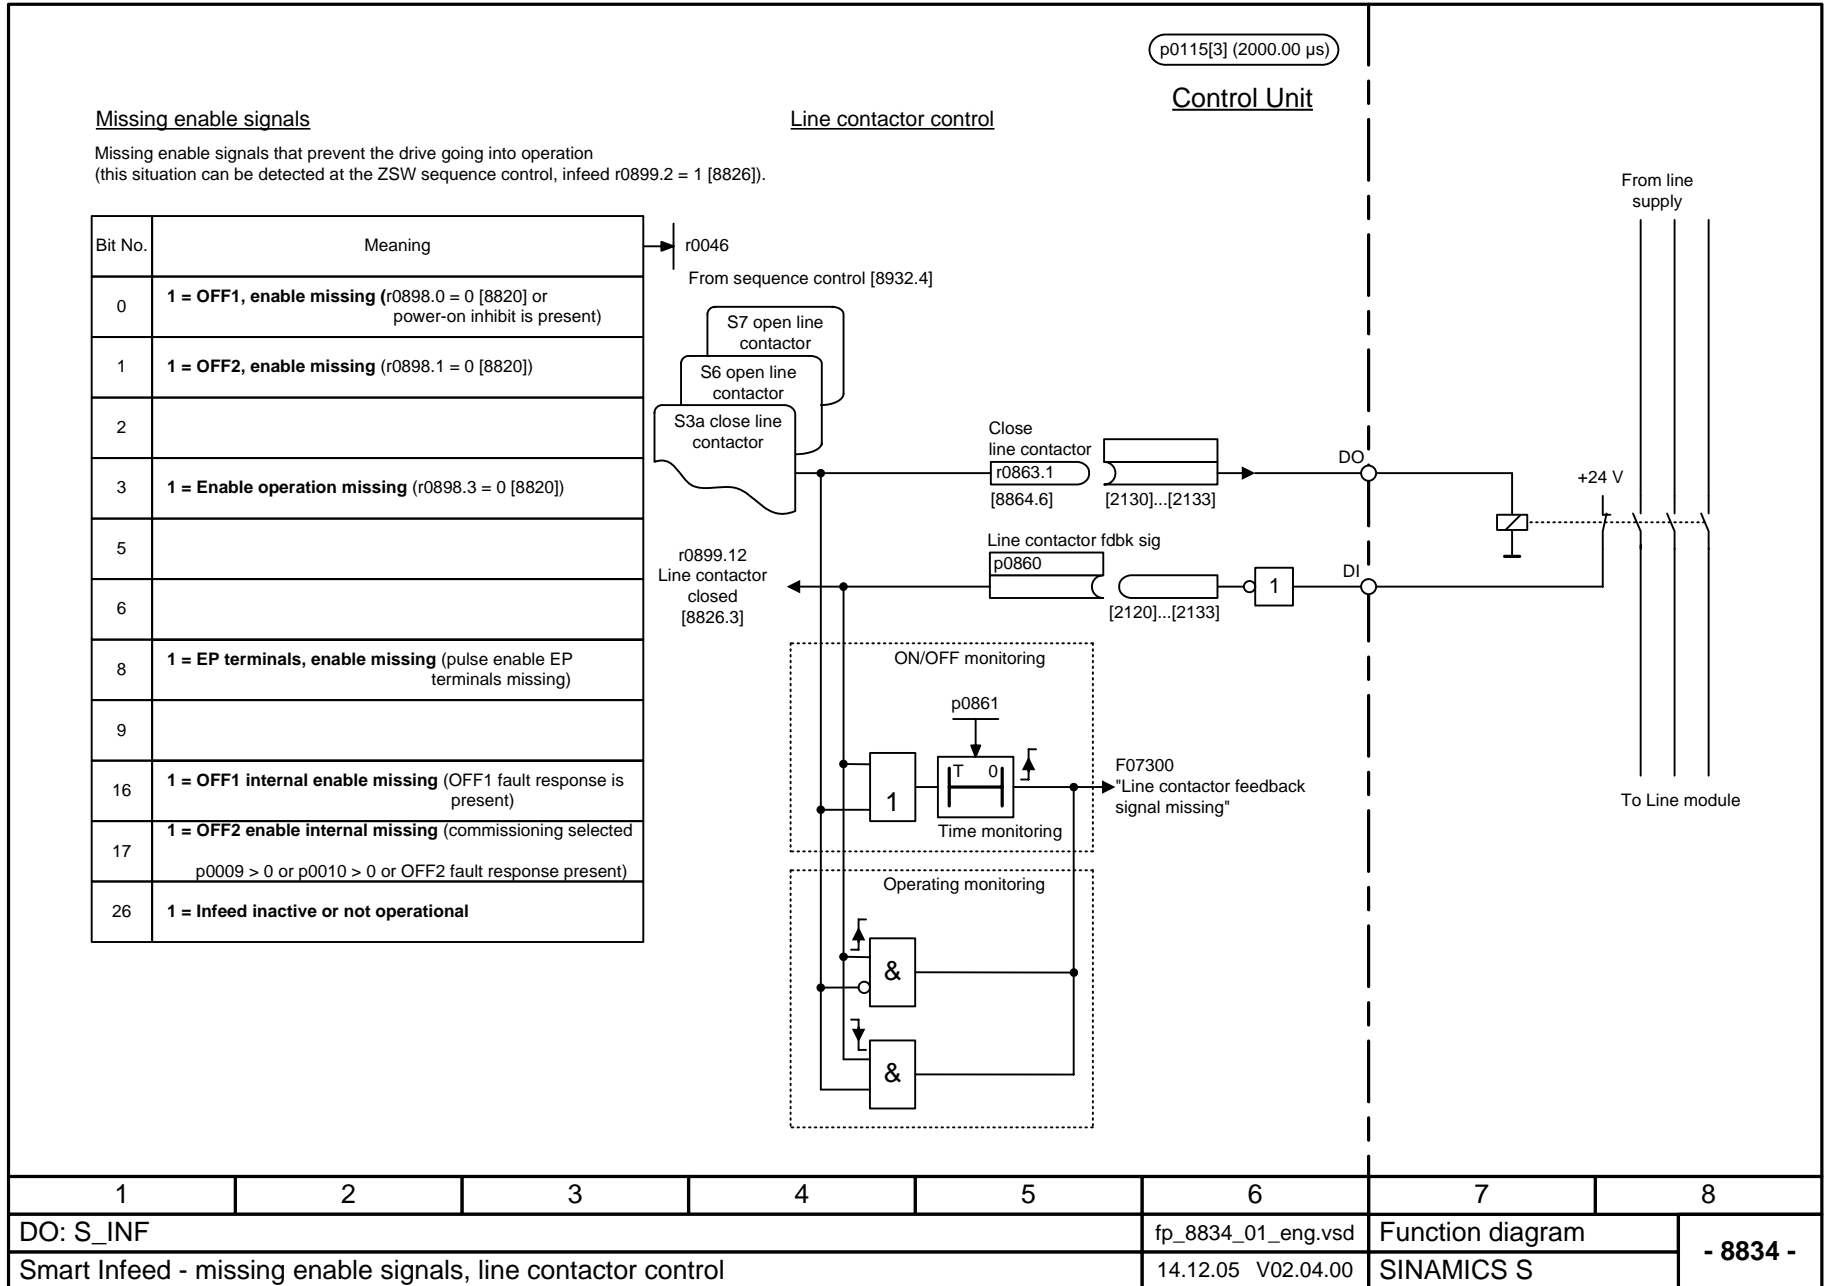 p0115[3] (2000.00 µs)
Control Unit
Missing enable signals
Line contactor control
Missing enable signals that prevent the drive going into operation
(this situation can be detected at the ZSW sequence control, infeed r0899.2 = 1 [8826]).
Bit No. Meaning
r0046
From sequence control [8932.4]
0 1 = OFF1, enable missing (r0898.0 = 0 [8820] or
power-on inhibit is present)
1 1 = OFF2, enable missing (r0898.1 = 0 [8820])
2
3 1 = Enable operation missing (r0898.3 = 0 [8820])
5
6
8 1 = EP terminals, enable missing (pulse enable EP
terminals missing)
9
16 1 = OFF1 internal enable missing (OFF1 fault response is
present)
17 1 = OFF2 enable internal missing (commissioning selected
p0009 > 0 or p0010 > 0 or OFF2 fault response present)
26 1 = Infeed inactive or not operational
S7 open line
contactor
S6 open line
contactor
S3a close line
contactor
Close
line contactor
r0863.1
[8864.6]
[2130]...[2133]
DO
r0899.12
Line contactor
closed
[8826.3]
Line contactor fdbk sig
p0860
[2120]...[2133]
1
DI
ON/OFF monitoring
p0861
1
T 0
Time monitoring
F07300
"Line contactor feedback
signal missing"
Operating monitoring
&
&
From line
supply
+24 V
To Line module
1 2 3 4 5 6 7 8
DO: S_INF fp_8834_01_eng.vsd Function diagram
- 8834 -
Smart Infeed - missing enable signals, line contactor control 14.12.05 V02.04.00 SINAMICS S